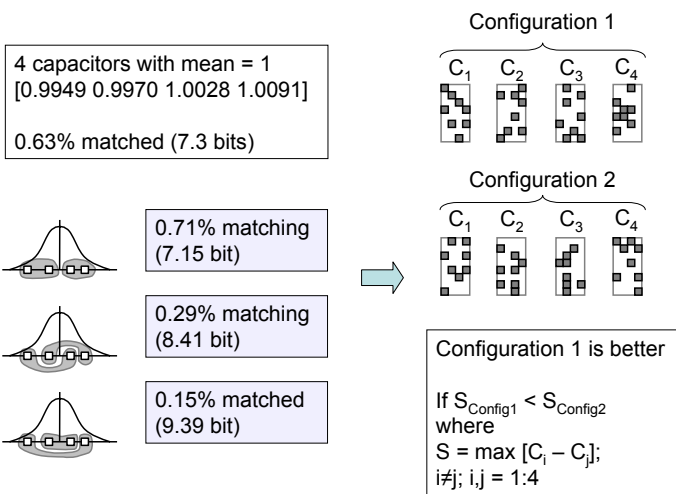 4 capacitors with mean = 1
[0.9949 0.9970 1.0028 1.0091]
0.63% matched (7.3 bits)
0.71% matching
(7.15 bit)
0.29% matching
(8.41 bit)
0.15% matched
(9.39 bit)
Configuration 1
C1 C2 C3 C4
Configuration 2
C1 C2 C3 C4
Configuration 1 is better
If SConfig1 < SConfig2
where
S = max [Ci – Cj];
i≠j; i,j = 1:4